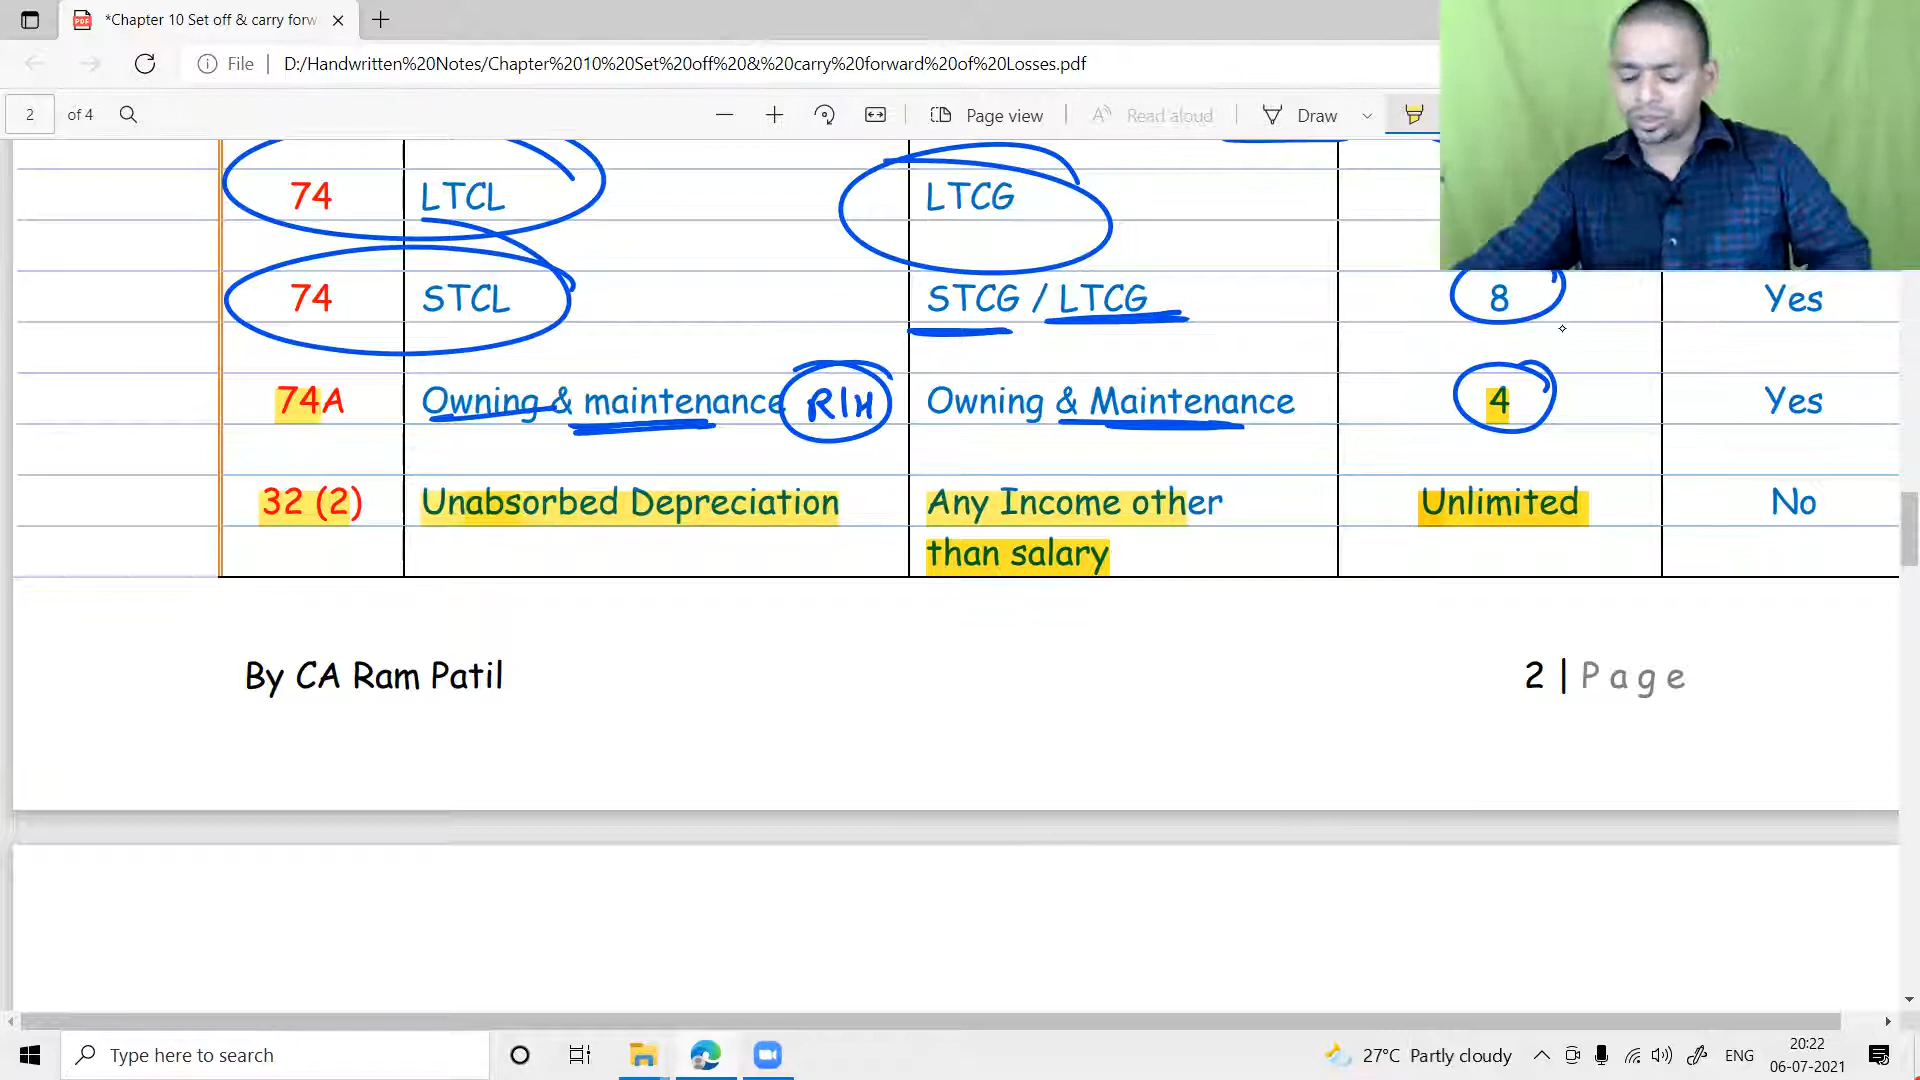 *Chapter 10 Set off & carry forw
File
D:/Handwritten%20Notes/Chapter%2010%20Set%20off%20&%20carry%20forward%20of%20Losses.pdf
2 of 4
Page view
Read aloud
Draw
74 LTCL LTCG
74 STCL STCG / LTCG 8 Yes
74A Owning & maintenance R/H Owning & Maintenance 4 Yes
32 (2) Unabsorbed Depreciation Any Income other Unlimited No
than salary
By CA Ram Patil
2 | Page
Type here to search
27°C Partly cloudy
ENG
20:22
06-07-2021